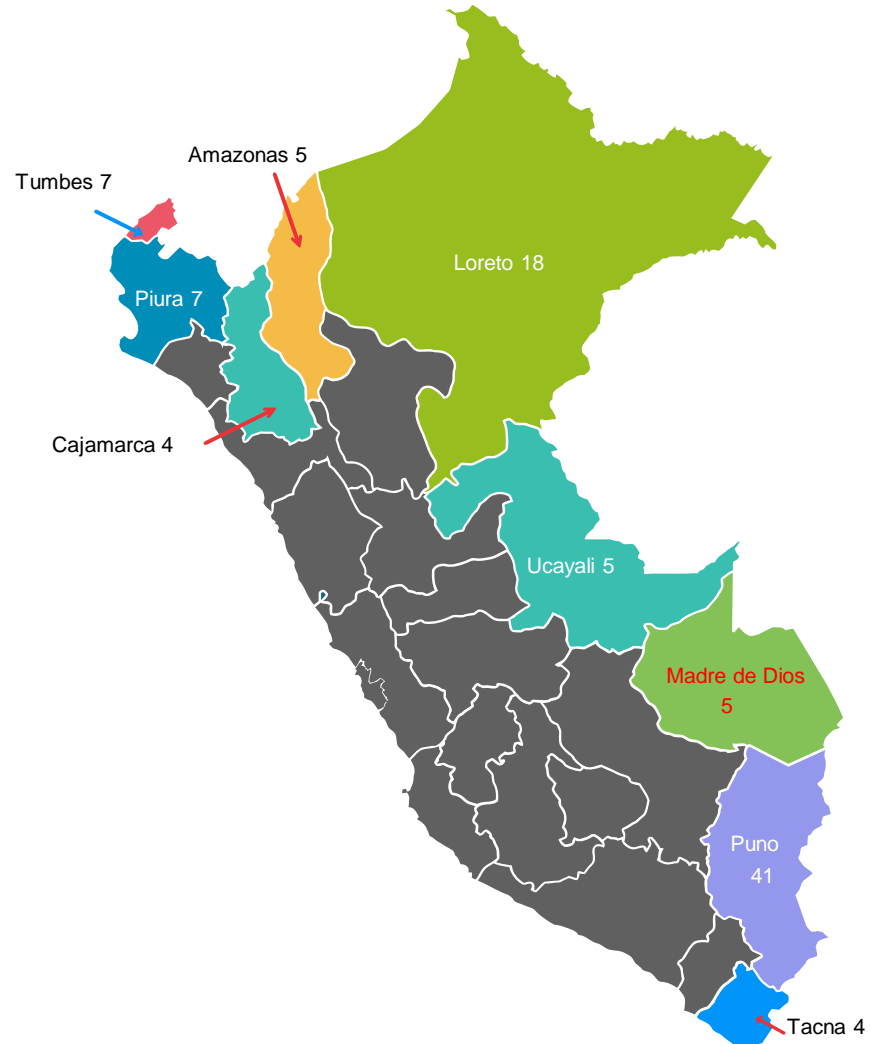 Amazonas 5
Tumbes 7
Loreto 18
Piura 7
Cajamarca 4
Ucayali 5
Madre de Dios
5
Puno
41
Tacna 4